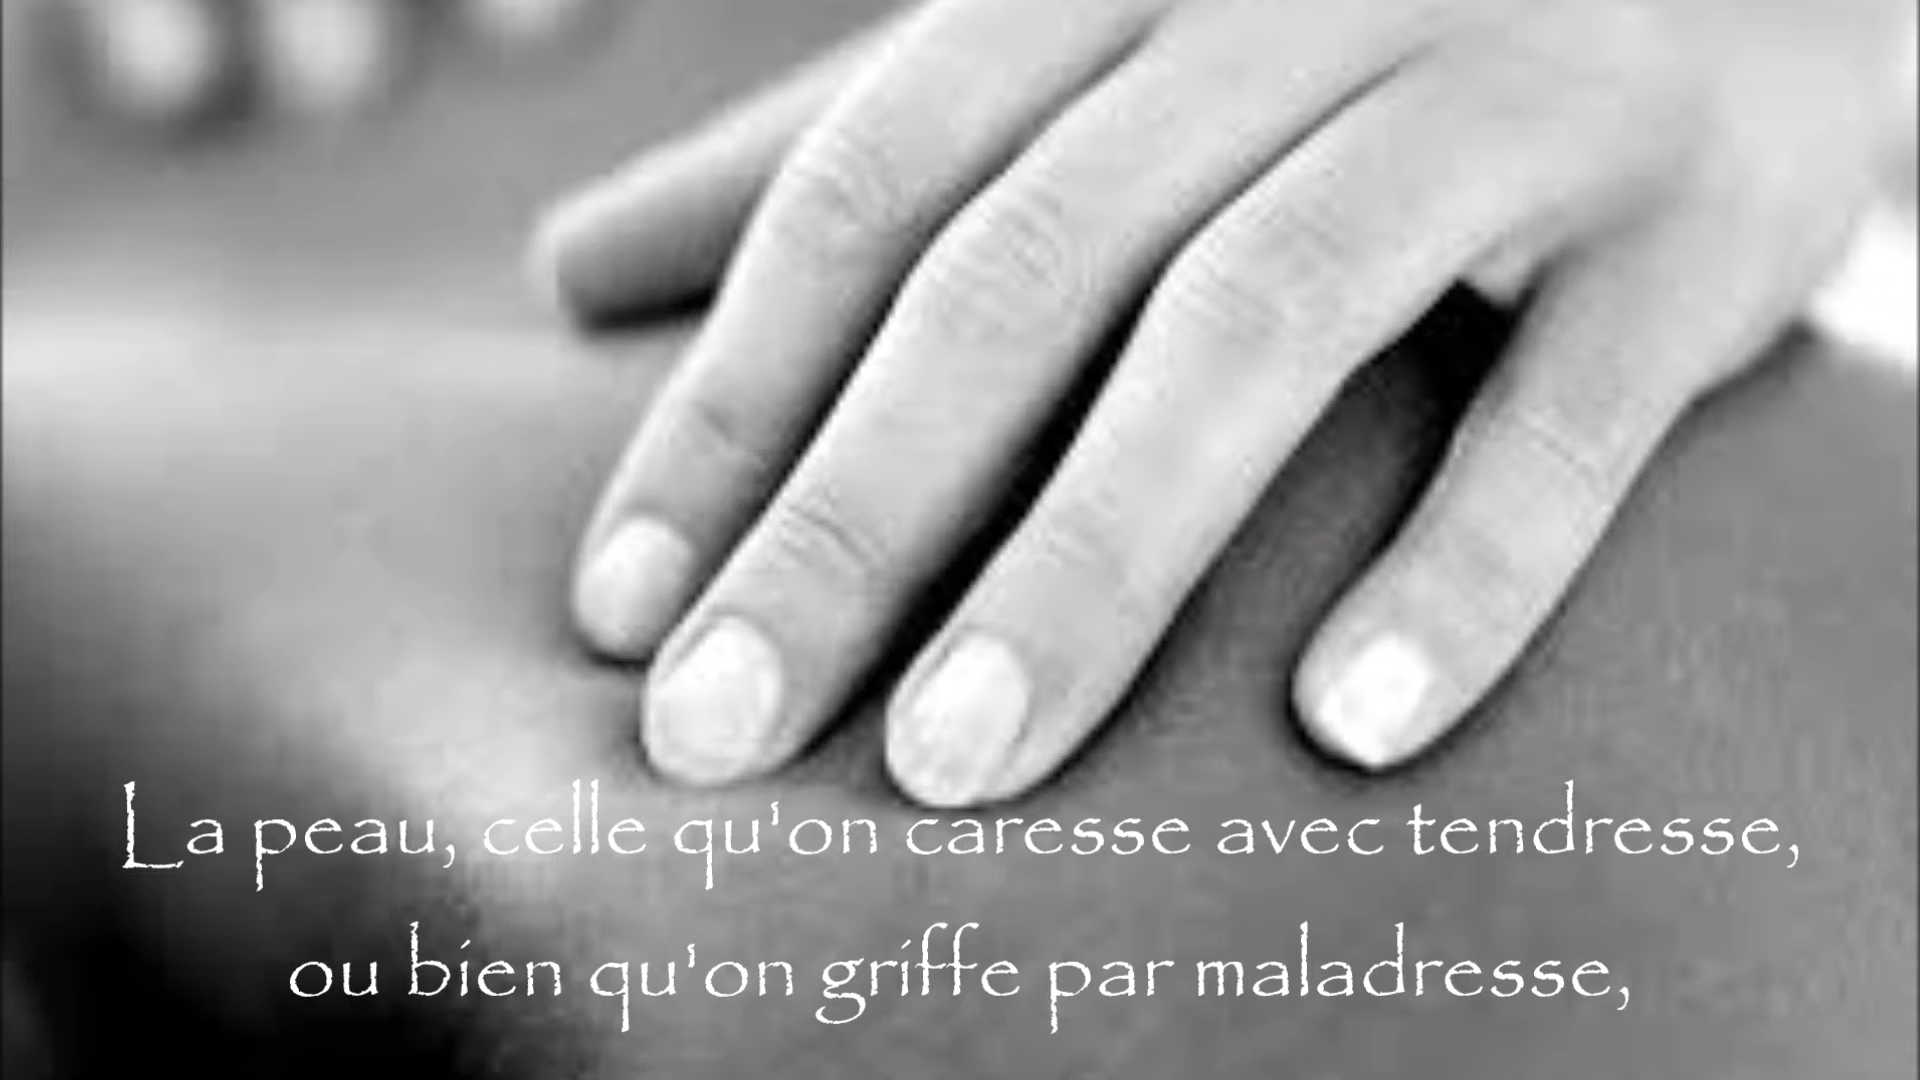 La peau, celle qu'on caresse avec tendresse,
ou bien qu'on griffe par maladresse,